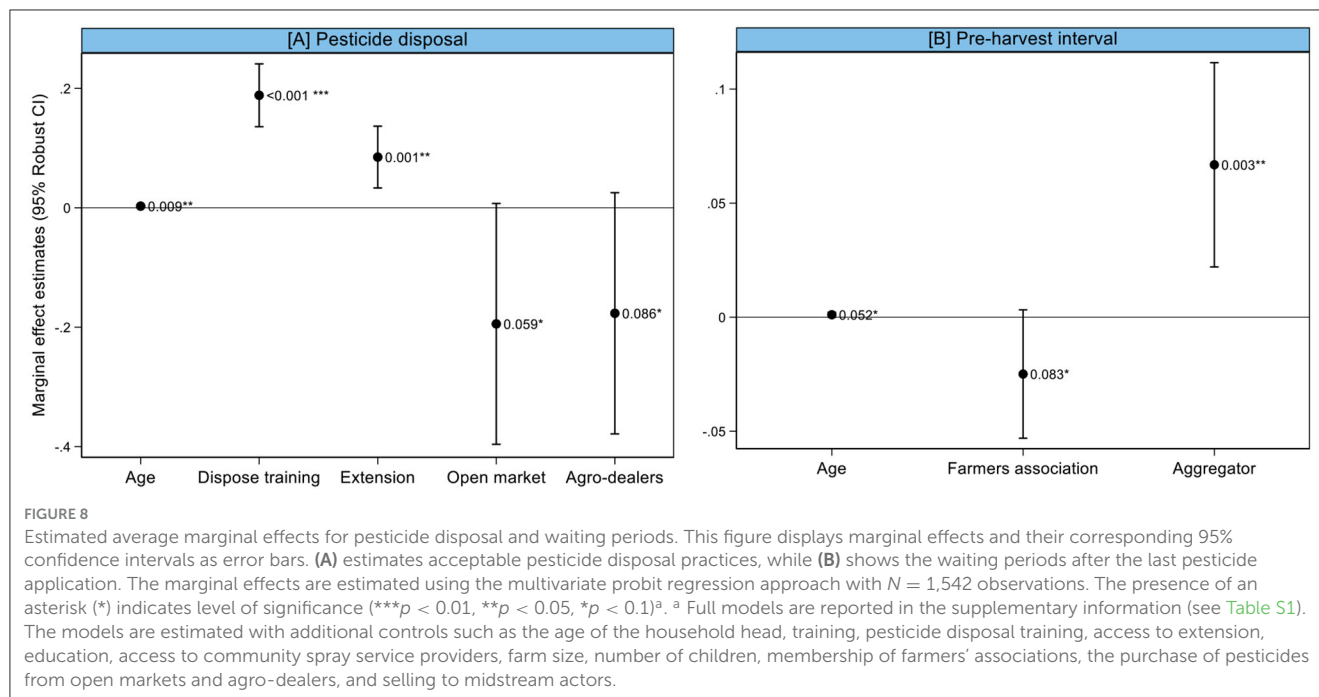 [A] Pesticide disposal
[B] Pre-harvest interval
Marginal effect estimates (95% Robust CI)
.2
0
-.2
-.4
<0.001 ***
0.001**
0.009**
0.059*
0.086*
Age
Dispose training
Extension
Open market
Agro-dealers
.1
.05
0
-.05
0.003**
0.052*
0.083*
Age
Farmers association
Aggregator
FIGURE 8
Estimated average marginal effects for pesticide disposal and waiting periods. This figure displays marginal effects and their corresponding 95%
confidence intervals as error bars. (A) estimates acceptable pesticide disposal practices, while (B) shows the waiting periods after the last pesticide
application. The marginal effects are estimated using the multivariate probit regression approach with N = 1,542 observations. The presence of an
asterisk (*) indicates level of significance (***p < 0.01, **p < 0.05, *p < 0.1)ᵃ. ᵃ Full models are reported in the supplementary information (see Table S1).
The models are estimated with additional controls such as the age of the household head, training, pesticide disposal training, access to extension,
education, access to community spray service providers, farm size, number of children, membership of farmers' associations, the purchase of pesticides
from open markets and agro-dealers, and selling to midstream actors.